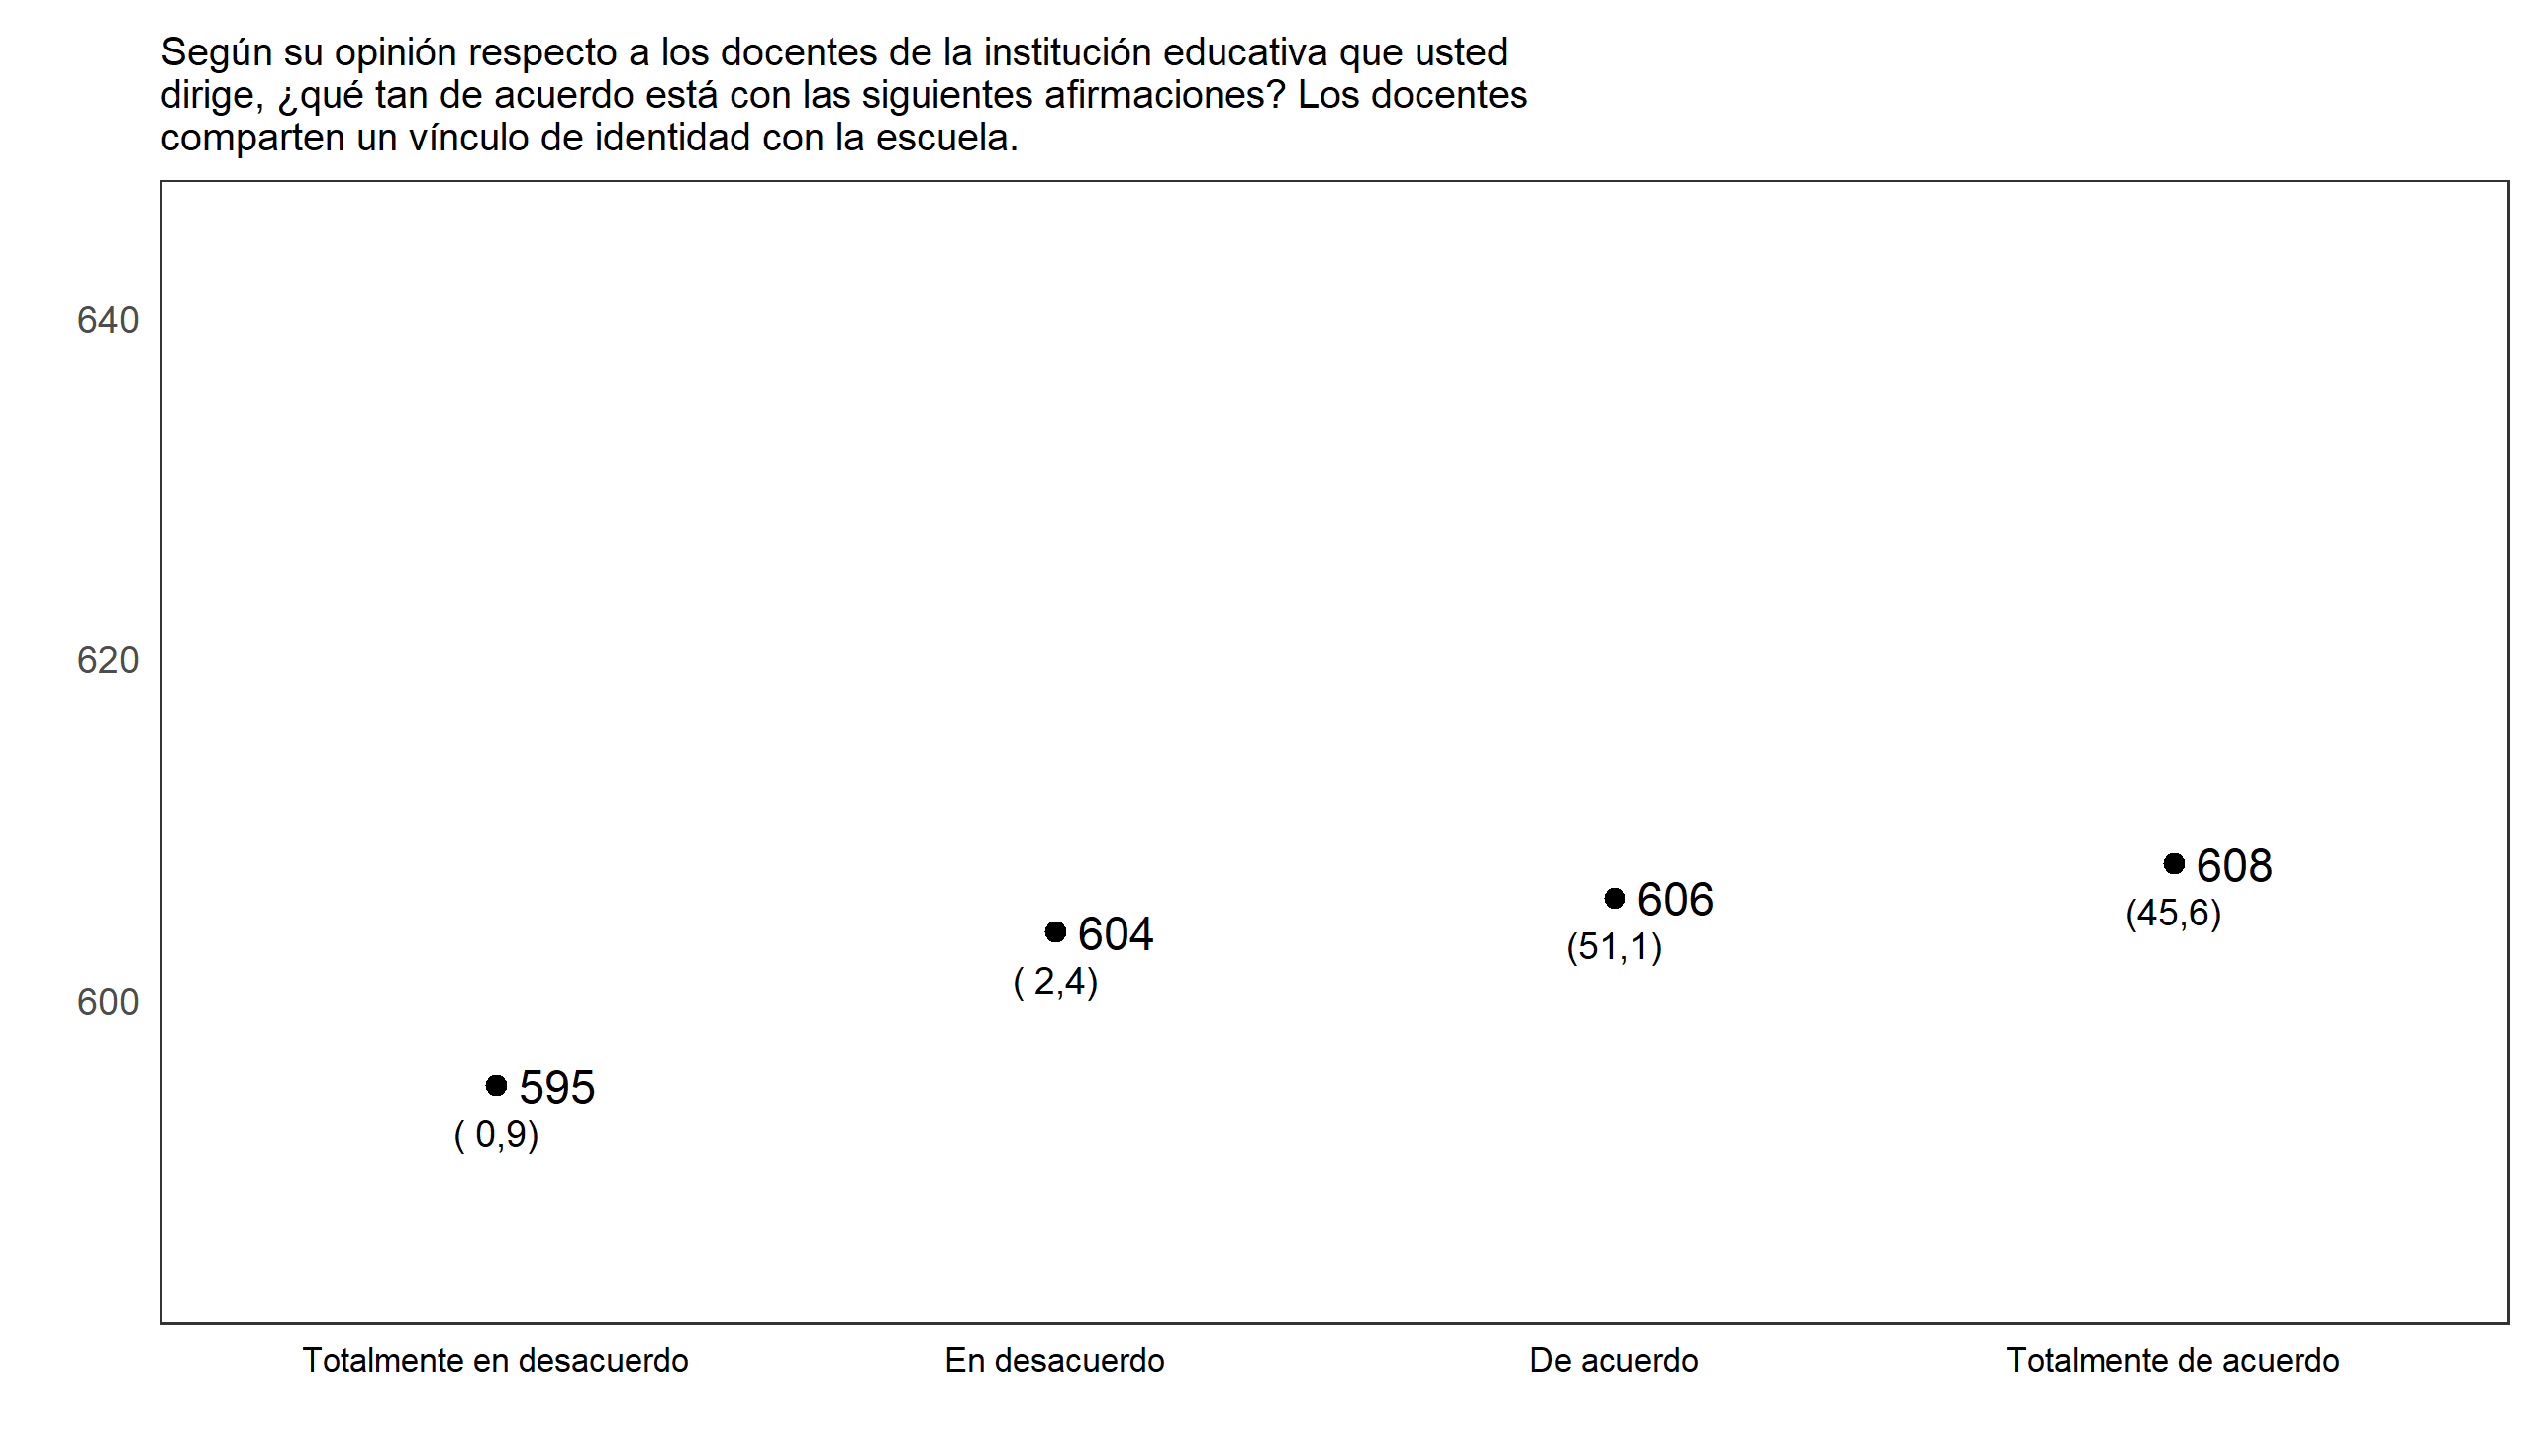 Según su opinión respecto a los docentes de la institución educativa que usted
dirige, ¿qué tan de acuerdo está con las siguientes afirmaciones? Los docentes
comparten un vínculo de identidad con la escuela.
640
620
600
608
(45,6)
606
(51,1)
604
( 2,4)
595
( 0,9)
Totalmente en desacuerdo
En desacuerdo
De acuerdo
Totalmente de acuerdo